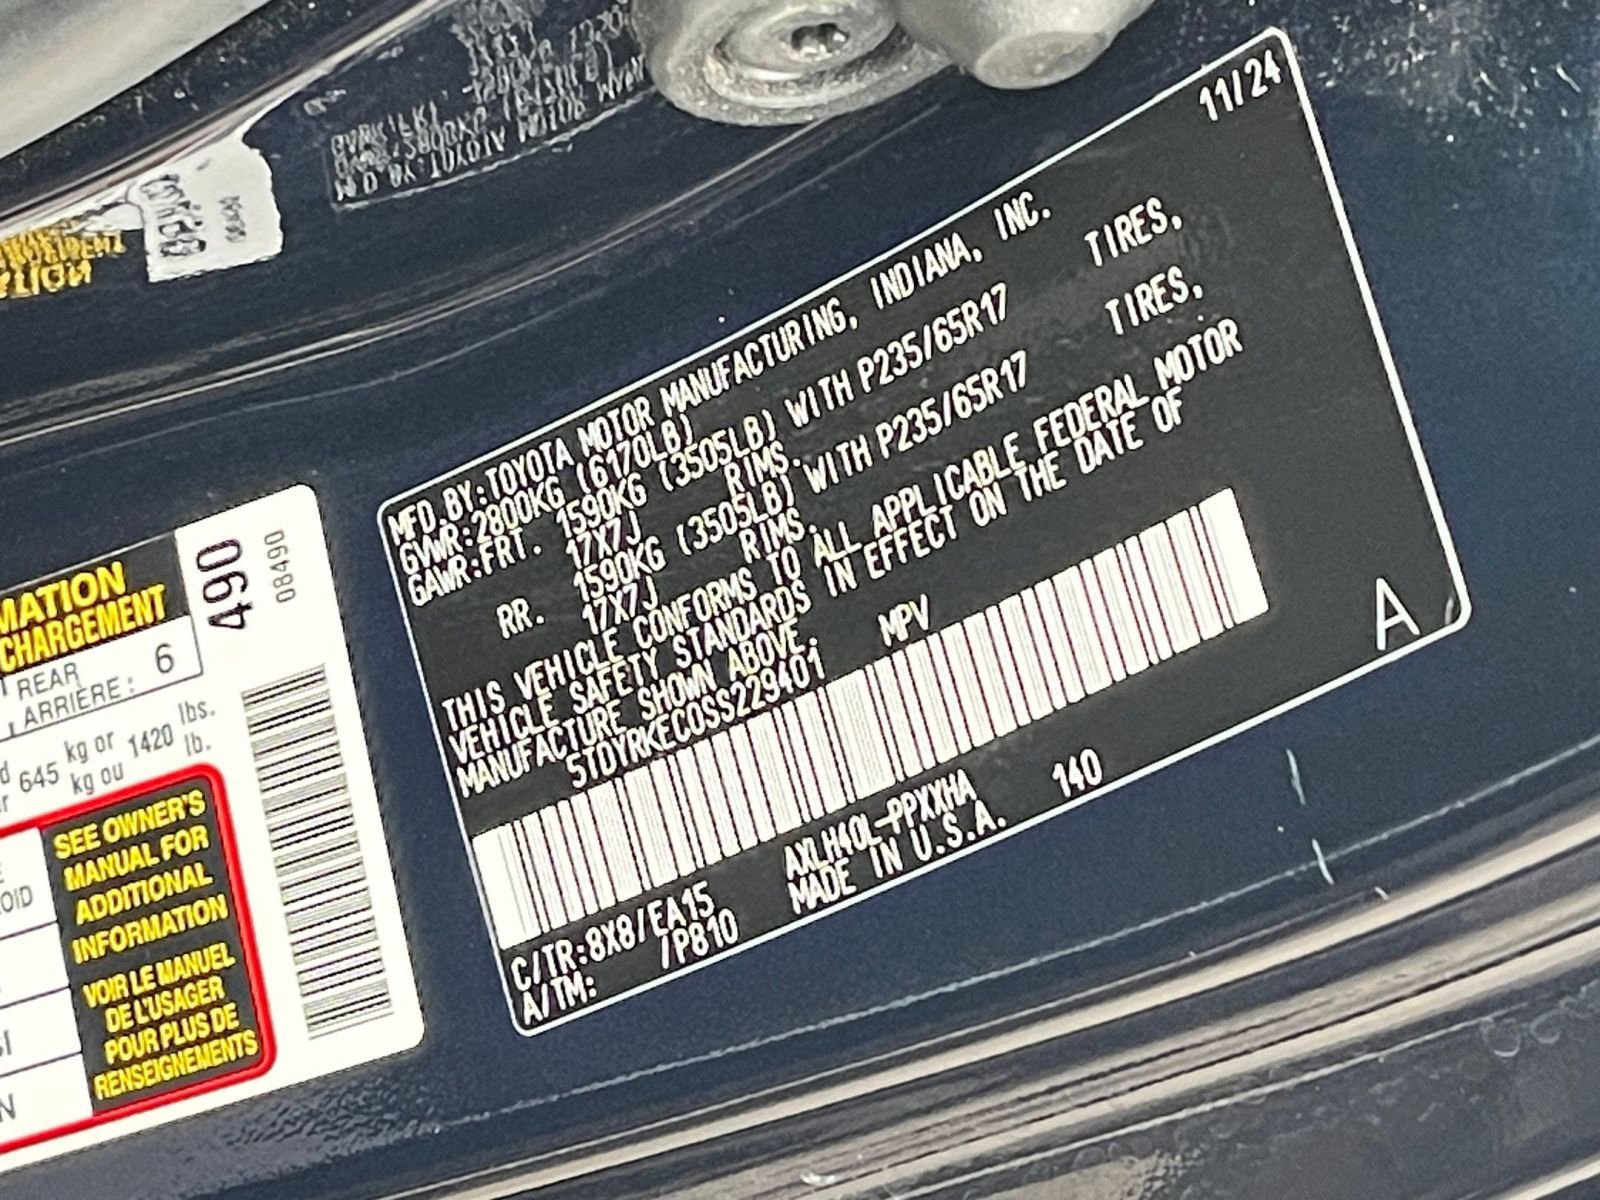 11/24
MFD.BY:TOYOTA MOTOR MANUFACTURING, INDIANA, INC.
GVWR:2800KG (6170LB)
GAWR:FRT. 1590KG (3505LB) WITH P235/65R17 TIRES,
17X7J RIMS.
RR. 1590KG (3505LB) WITH P235/65R17 TIRES,
17X7J RIMS.
THIS VEHICLE CONFORMS TO ALL APPLICABLE FEDERAL MOTOR
VEHICLE SAFETY STANDARDS IN EFFECT ON THE DATE OF
MANUFACTURE SHOWN ABOVE.
5TDYRKEC0SS229401 MPV
C/TR:8X8/EA15 AXLH40L-PPXXHA 140
A/TM: /P810 MADE IN U.S.A.
A
MATION
CHARGEMENT
490
08490
REAR
ARRIÈRE: 6
645 kg or 1420 lbs.
kg ou lb.
SEE OWNER'S
MANUAL FOR
ADDITIONAL
INFORMATION
VOIR LE MANUEL
DE L'USAGER
POUR PLUS DE
RENSEIGNEMENTS